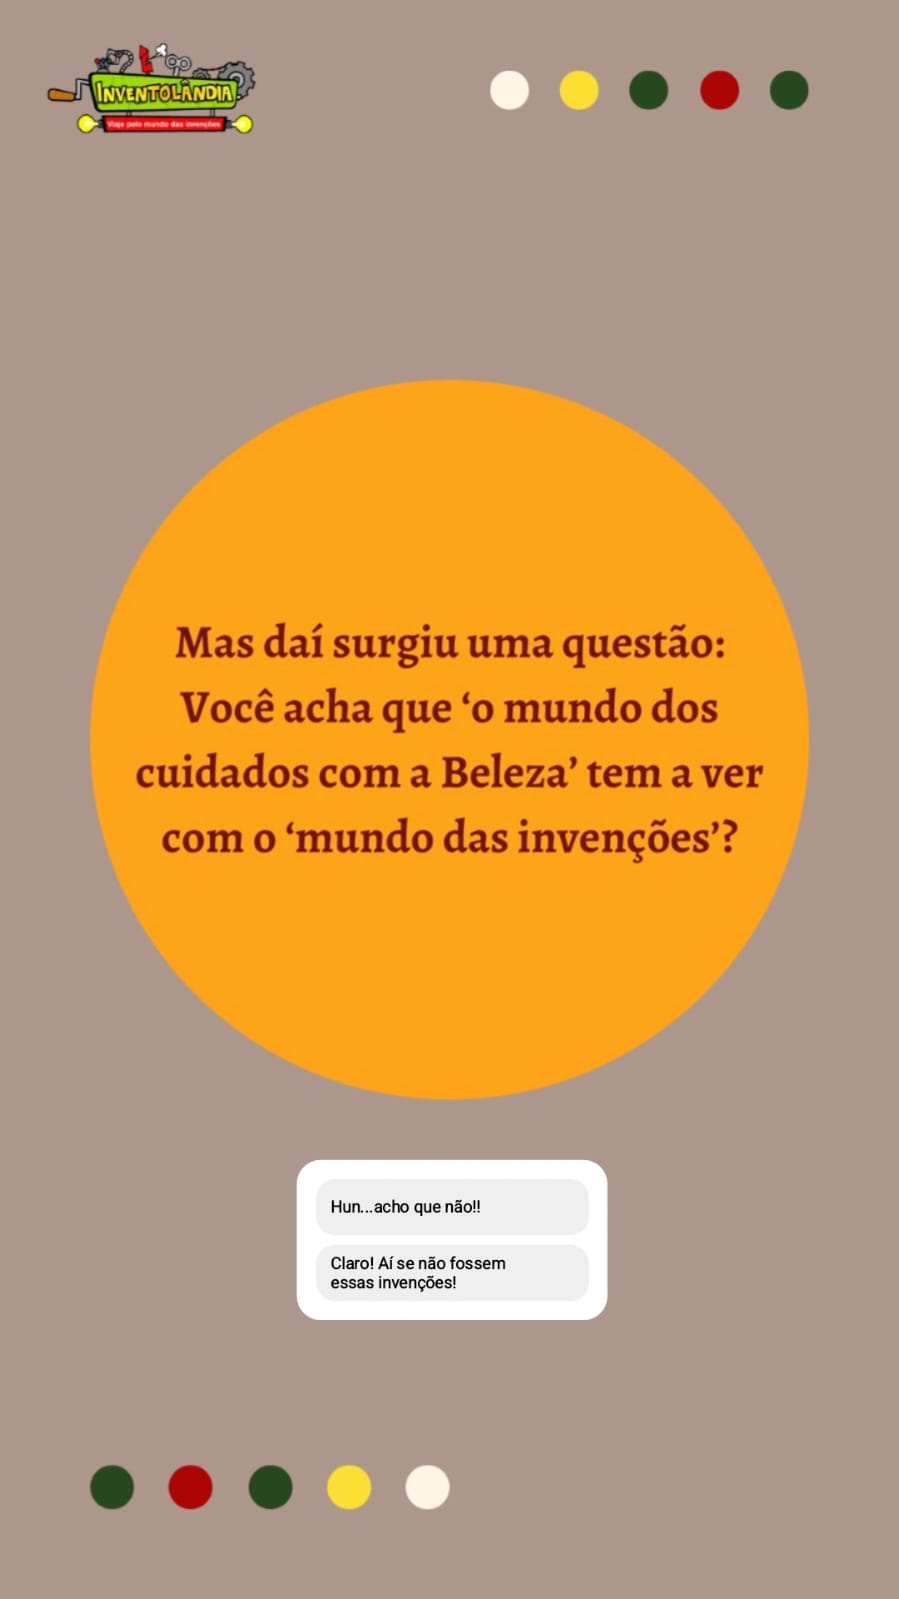 INVENTOLÂNDIA
Viaje pelo mundo das invenções
Mas daí surgiu uma questão:
Você acha que ‘o mundo dos
cuidados com a Beleza’ tem a ver
com o ‘mundo das invenções’?
Hun...acho que não!!
Claro! Aí se não fossem
essas invenções!